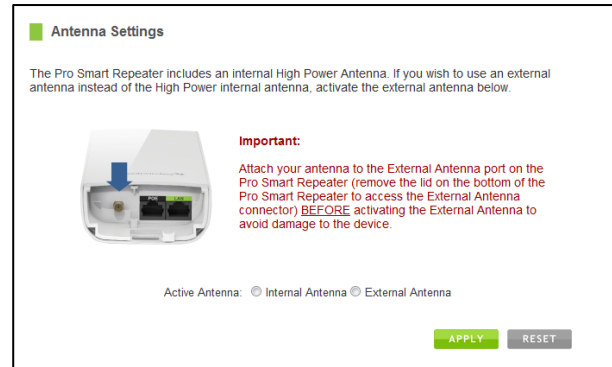 Antenna Settings
The Pro Smart Repeater includes an internal High Power Antenna. If you wish to use an external
antenna instead of the High Power internal antenna, activate the external antenna below.
Important:
Attach your antenna to the External Antenna port on the
Pro Smart Repeater (remove the lid on the bottom of the
Pro Smart Repeater to access the External Antenna
connector) BEFORE activating the External Antenna to
avoid damage to the device.
POE LAN
Active Antenna: Internal Antenna External Antenna
APPLY RESET